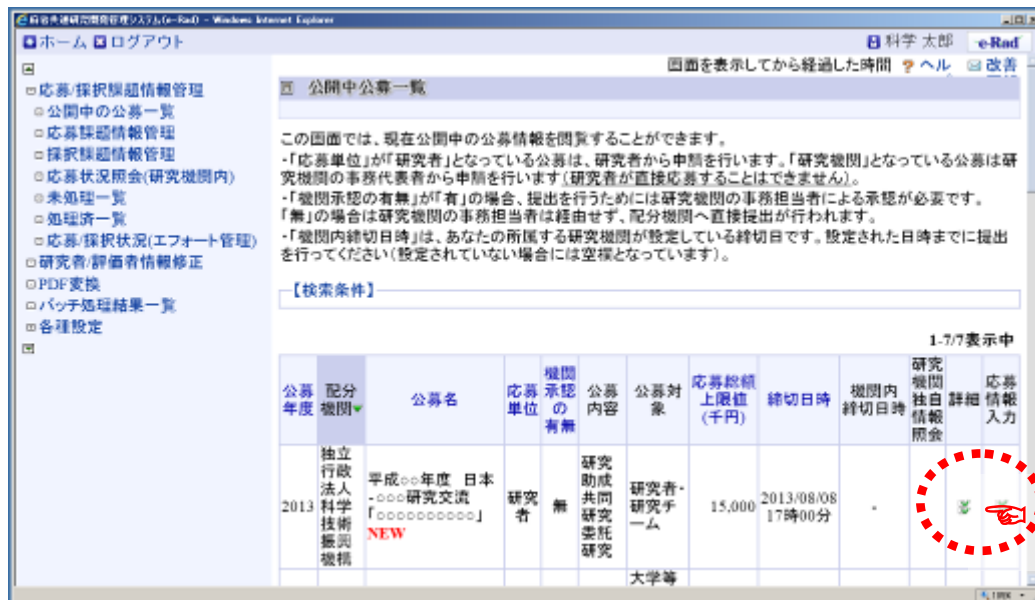 府省共通研究開発管理システム(e-Rad) - Windows Internet Explorer
ホーム ログアウト
科学 太郎 e-Rad
画面を表示してから経過した時間 ヘル 改善
応募/採択課題情報管理
公開中の公募一覧
応募課題情報管理
採択課題情報管理
応募状況照会(研究機関内)
未処理一覧
処理済一覧
応募/採択状況(エフォート管理)
研究者/評価者情報修正
PDF変換
バッチ処理結果一覧
各種設定
公開中公募一覧
この画面では、現在公開中の公募情報を閲覧することができます。
・「応募単位」が「研究者」となっている公募は、研究者から申請を行います。「研究機関」となっている公募は研
究機関の事務代表者から申請を行います(研究者が直接応募することはできません)。
・「機関承認の有無」が「有」の場合、提出を行うためには研究機関の事務担当者による承認が必要です。
「無」の場合は研究機関の事務担当者は経由せず、配分機関へ直接提出が行われます。
・「機関内締切日時」は、あなたの所属する研究機関が設定している締切日です。設定された日時までに提出
を行ってください(設定されていない場合には空欄となっています)。
【検索条件】
1-7/7表示中
公募年度 配分機関▼ 公募名 応募単位 機関承認の有無 公募内容 公募対象 応募総額上限値(千円) 締切日時 機関内締切日時 研究機関独自情報照会 詳細 応募情報入力
2013 独立行政法人科学技術振興機構 平成○○年度 日本-○○○研究交流「○○○○○○○○○○」 NEW 研究者 無 研究助成共同研究委託研究 研究者・研究チーム 15,000 2013/08/08 17時00分 -
大学等
100%